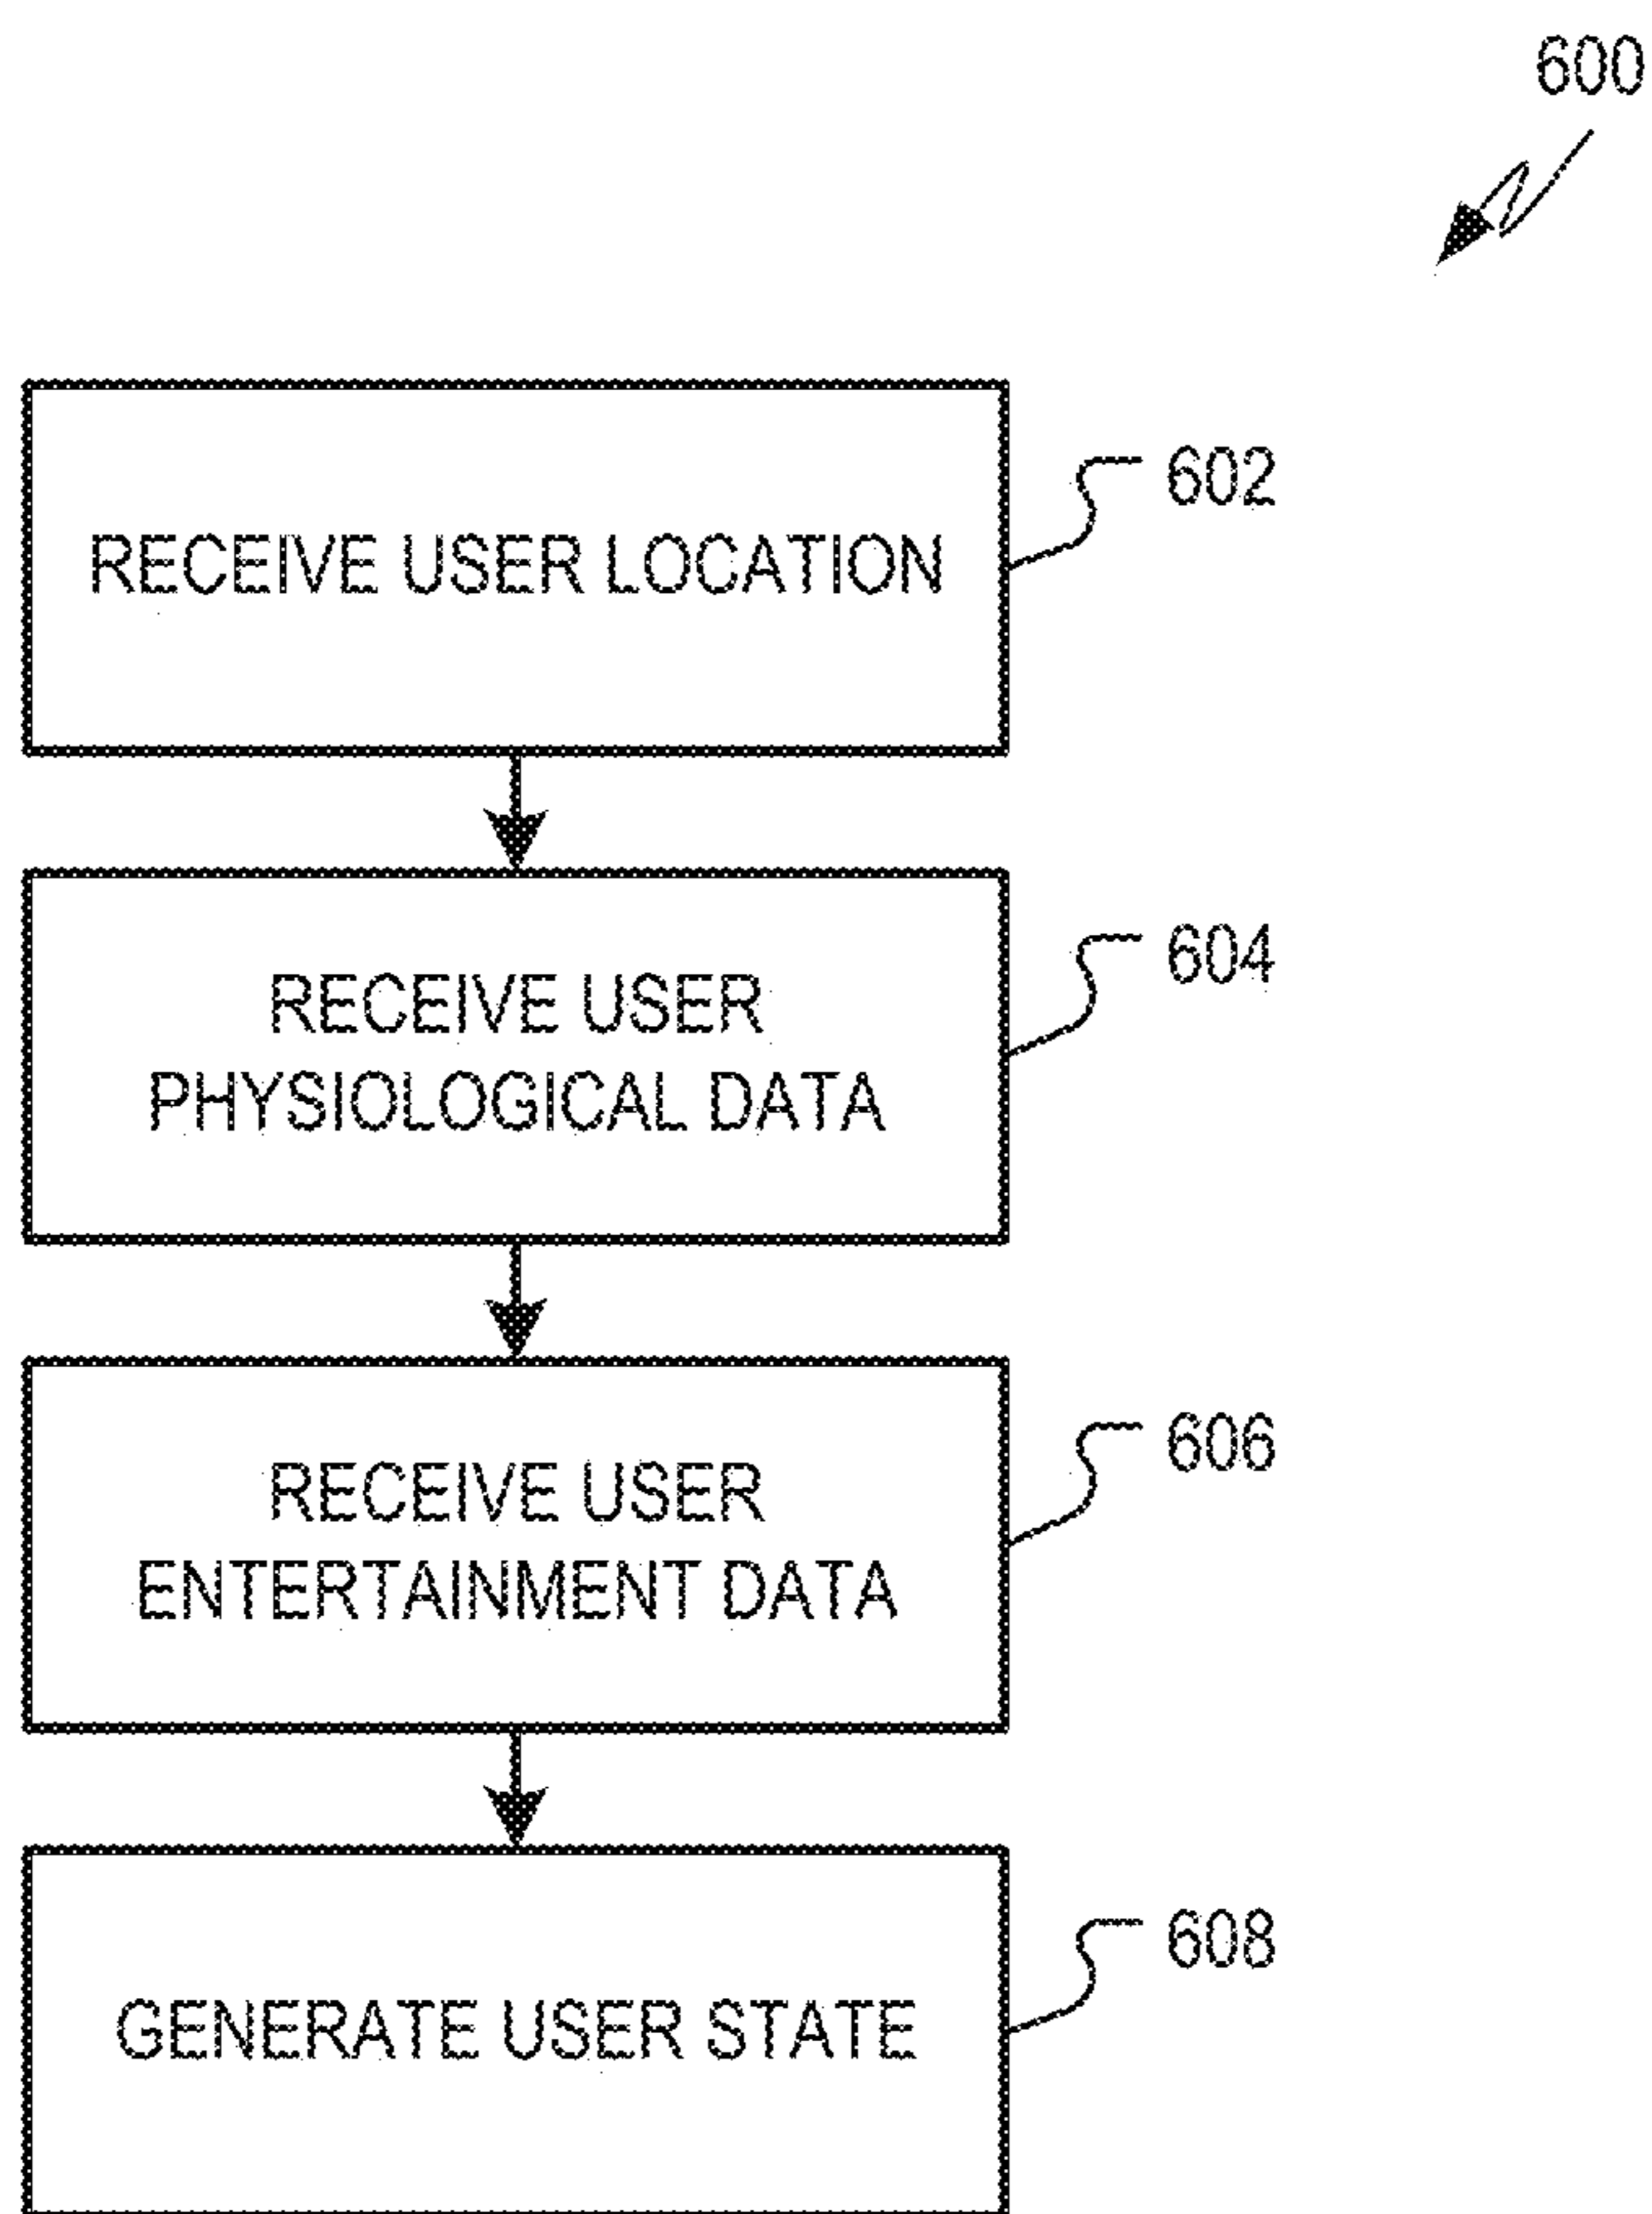 600
RECEIVE USER LOCATION
602
RECEIVE USER
PHYSIOLOGICAL DATA
604
RECEIVE USER
ENTERTAINMENT DATA
606
GENERATE USER STATE
608